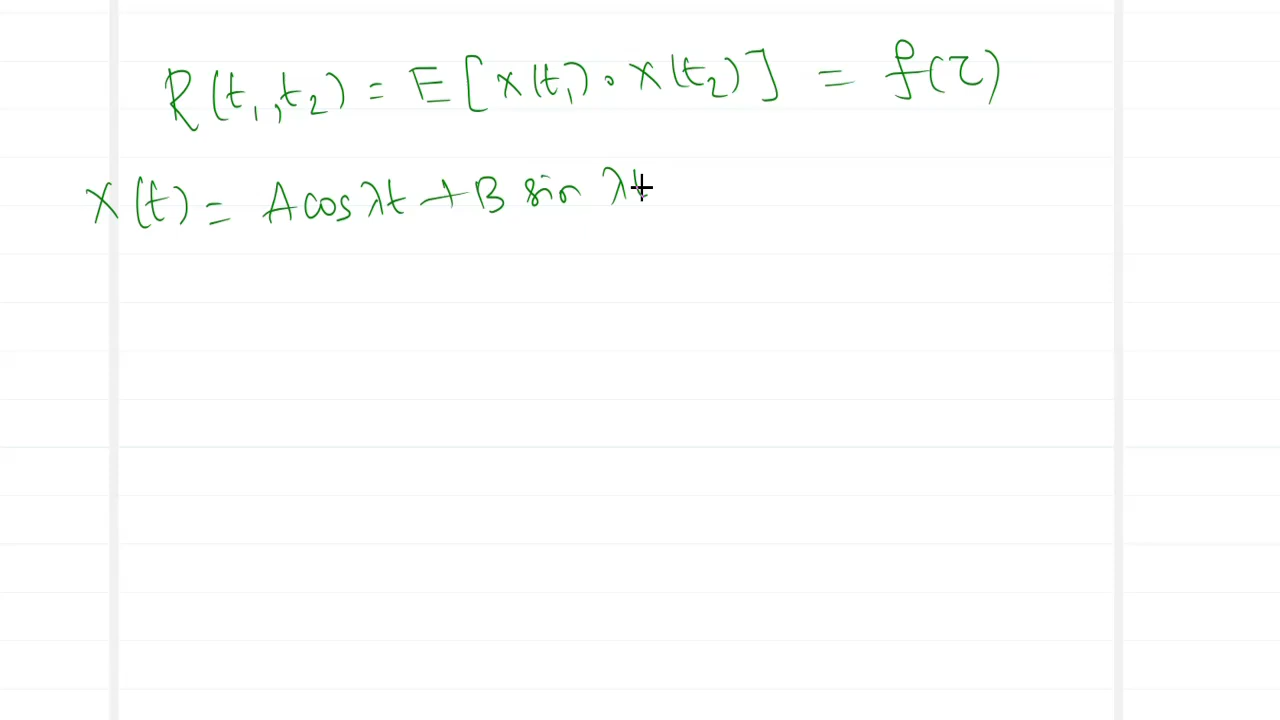 R(t₁,t₂) = E[x(t₁)·x(t₂)] = f(τ)
X(t) = A cos λt + B sin λt